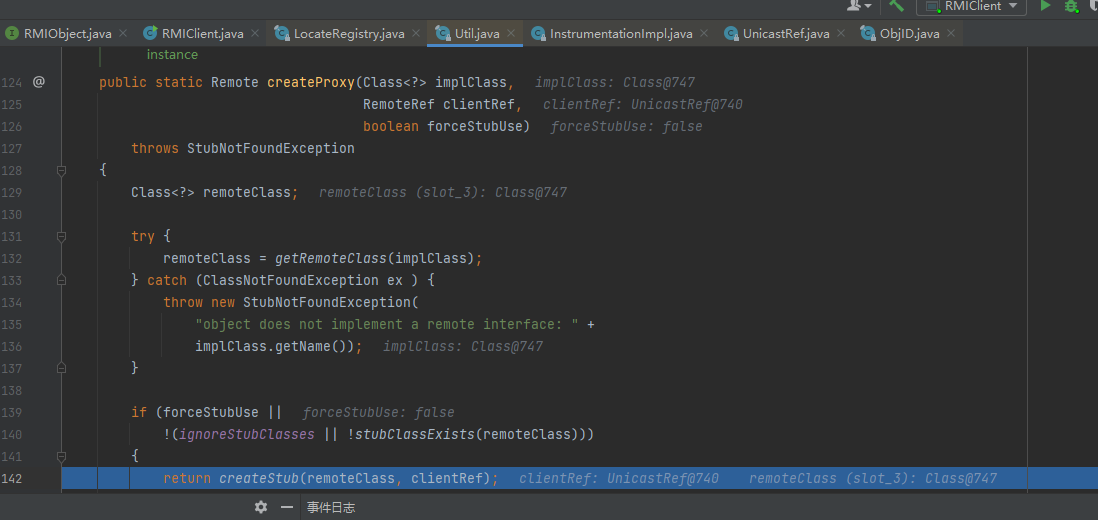 RMIClient
RMIObject.java RMIClient.java LocateRegistry.java Util.java InstrumentationImpl.java UnicastRef.java ObjID.java
instance
124 @ public static Remote createProxy(Class<?> implClass, implClass: Class@747
125 RemoteRef clientRef, clientRef: UnicastRef@740
126 boolean forceStubUse) forceStubUse: false
127 throws StubNotFoundException
128 {
129 Class<?> remoteClass; remoteClass (slot_3): Class@747
130
131 try {
132 remoteClass = getRemoteClass(implClass);
133 } catch (ClassNotFoundException ex ) {
134 throw new StubNotFoundException(
135 "object does not implement a remote interface: " +
136 implClass.getName()); implClass: Class@747
137 }
138
139 if (forceStubUse || forceStubUse: false
140 !(ignoreStubClasses || !stubClassExists(remoteClass)))
141 {
142 return createStub(remoteClass, clientRef); clientRef: UnicastRef@740 remoteClass (slot_3): Class@747
事件日志